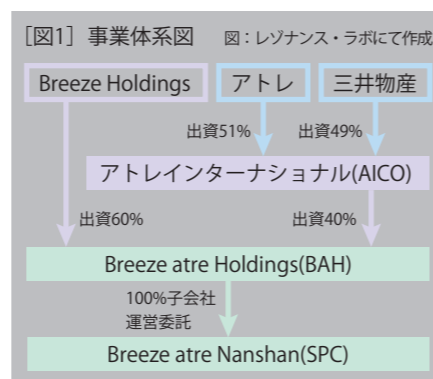 ［図1］事業体系図　図：レゾナンス・ラボにて作成
Breeze Holdings　アトレ　三井物産
出資51%　出資49%
アトレインターナショナル(AICO)
出資60%　出資40%
Breeze atre Holdings(BAH)
100%子会社
運営委託
Breeze atre Nanshan(SPC)